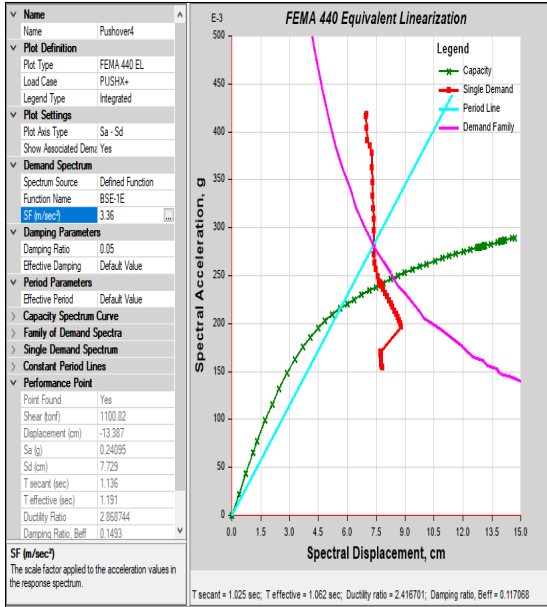 Name
Name Pushover4
Plot Definition
Plot Type FEMA 440 EL
Load Case PUSHX+
Legend Type Integrated
Plot Settings
Plot Axis Type Sa - Sd
Show Associated Dema Yes
Demand Spectrum
Spectrum Source Defined Function
Function Name BSE-1E
SF (m/sec²) 3.36 ...
Damping Parameters
Damping Ratio 0.05
Effective Damping Default Value
Period Parameters
Effective Period Default Value
Capacity Spectrum Curve
Family of Demand Spectra
Single Demand Spectrum
Constant Period Lines
Performance Point
Point Found Yes
Shear (tonf) 1100.82
Displacement (cm) -13.387
Sa (g) 0.24095
Sd (cm) 7.729
T secant (sec) 1.136
T effective (sec) 1.191
Ductility Ratio 2.868744
Damping Ratio, Beff 0.1493
SF (m/sec²)
The scale factor applied to the acceleration values in
the response spectrum.
E-3
FEMA 440 Equivalent Linearization
Legend
Capacity
Single Demand
Period Line
Demand Family
Spectral Acceleration, g
500
450
400
350
300
250
200
150
100
50
0
0.0 1.5 3.0 4.5 6.0 7.5 9.0 10.5 12.0 13.5 15.0
Spectral Displacement, cm
T secant = 1.025 sec; T effective = 1.062 sec; Ductility ratio = 2.416701; Damping ratio, Beff = 0.117068